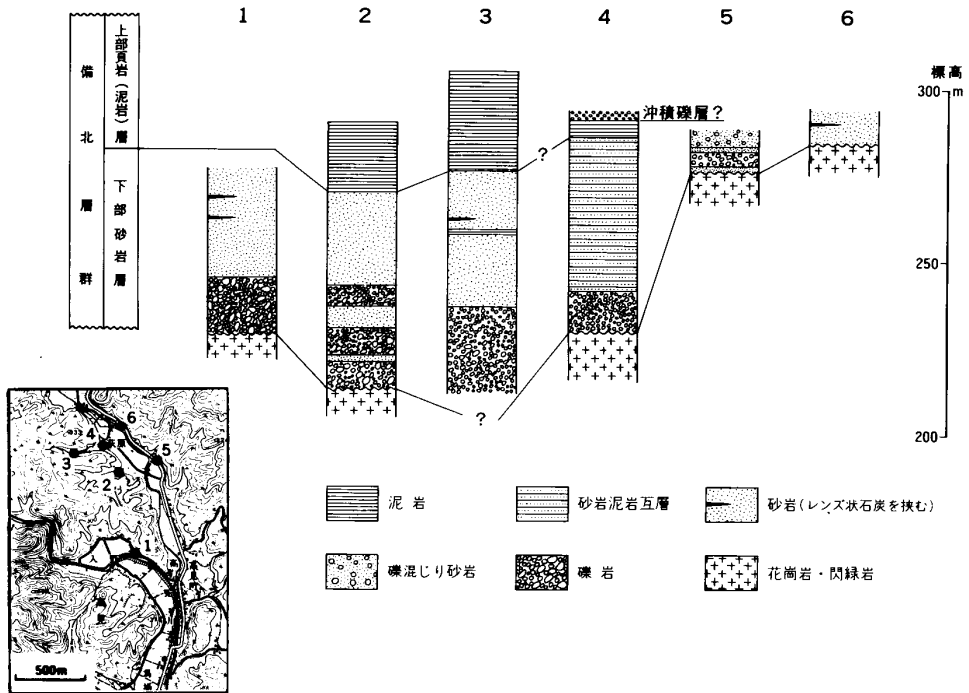 1 2 3 4 5 6
備北層群
上部頁岩(泥岩)層
下部砂岩層
標高
300 m
250
200
沖積礫層?
?
?
泥岩
砂岩泥岩互層
砂岩(レンズ状石炭を挟む)
礫混じり砂岩
礫岩
花崗岩・閃緑岩
6
4
5
3
2
1
500m